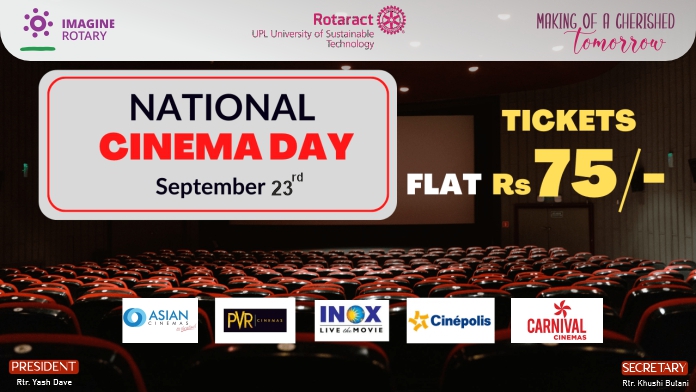 IMAGINE
ROTARY
Rotaract
UPL University of Sustainable
Technology
MAKING OF A CHERISHED
tomorrow
NATIONAL
CINEMA DAY
September 23rd
TICKETS
FLAT Rs 75/-
ASIAN
CINEMAS
PVR CINEMAS
INOX
LIVE the MOVIE
Cinépolis
CARNIVAL
CINEMAS
PRESIDENT
Rtr. Yash Dave
SECRETARY
Rtr. Khushi Bulani